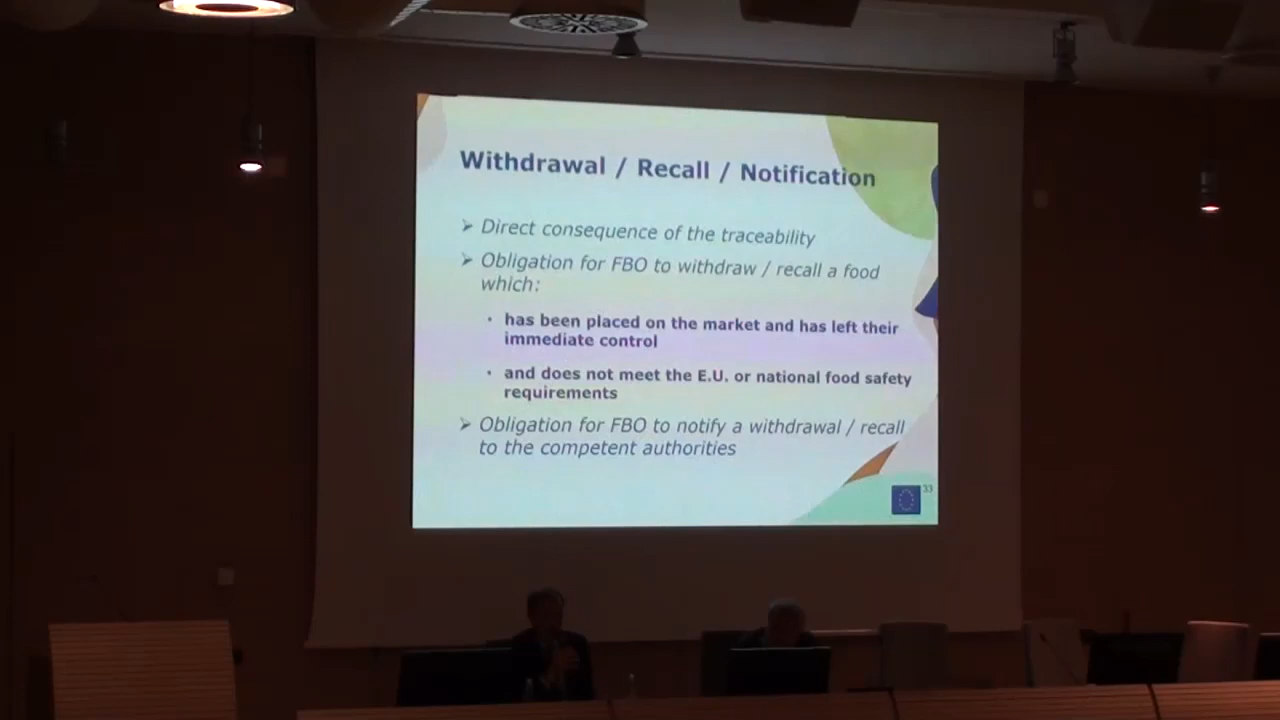 Withdrawal / Recall / Notification
➢ Direct consequence of the traceability
➢ Obligation for FBO to withdraw / recall a food
which:
• has been placed on the market and has left their
immediate control
• and does not meet the E.U. or national food safety
requirements
➢ Obligation for FBO to notify a withdrawal / recall
to the competent authorities
33